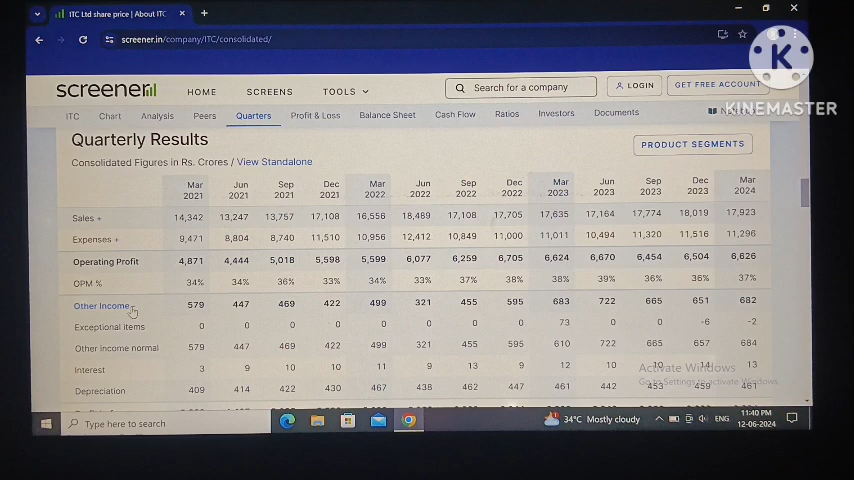 ITC Ltd share price | About ITC
screener.in/company/ITC/consolidated/
screener HOME SCREENS TOOLS Search for a company LOGIN GET FREE ACCOUNT
K
KINEMASTER
ITC Chart Analysis Peers Quarters Profit & Loss Balance Sheet Cash Flow Ratios Investors Documents
Quarterly Results
PRODUCT SEGMENTS
Consolidated Figures in Rs. Crores / View Standalone
Mar 2021 Jun 2021 Sep 2021 Dec 2021 Mar 2022 Jun 2022 Sep 2022 Dec 2022 Mar 2023 Jun 2023 Sep 2023 Dec 2023 Mar 2024
Sales + 14,342 13,247 13,757 17,108 16,556 18,489 17,108 17,705 17,635 17,164 17,774 18,019 17,923
Expenses + 9,471 8,804 8,740 11,510 10,956 12,412 10,849 11,000 11,011 10,494 11,320 11,516 11,296
Operating Profit 4,871 4,444 5,018 5,598 5,599 6,077 6,259 6,705 6,624 6,670 6,454 6,504 6,626
OPM % 34% 34% 36% 33% 34% 33% 37% 38% 38% 39% 36% 36% 37%
Other Income - 579 447 469 422 499 321 455 595 683 722 665 651 682
Exceptional items 0 0 0 0 0 0 0 0 73 0 0 -6 -2
Other income normal 579 447 469 422 499 321 455 595 610 722 665 657 684
Interest 3 9 10 10 11 9 13 9 12 10 10 14 13
Activate Windows
Go to Settings to activate Windows.
Depreciation 409 414 422 430 467 438 462 447 461 442 453 459 461
Type here to search 34°C Mostly cloudy ENG 11:40 PM
12-06-2024